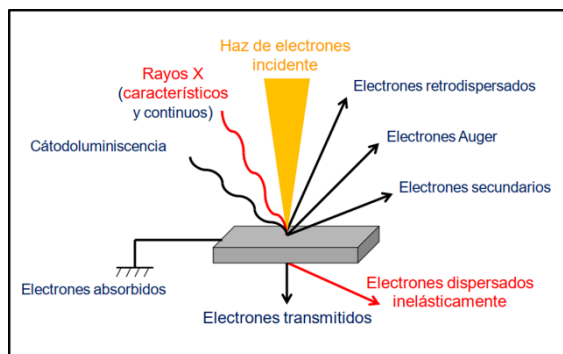 Haz de electrones
incidente
Rayos X
(característicos
y continuos)
Electrones retrodispersados
Electrones Auger
Cátodoluminiscencia
Electrones secundarios
Electrones absorbidos
Electrones dispersados
inelásticamente
Electrones transmitidos